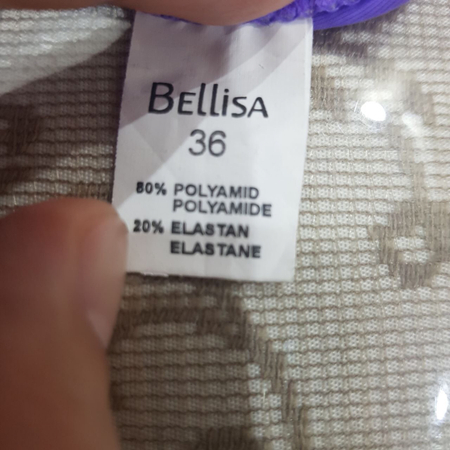 BELLISA
36
80% POLYAMID
POLYAMIDE
20% ELASTAN
ELASTANE